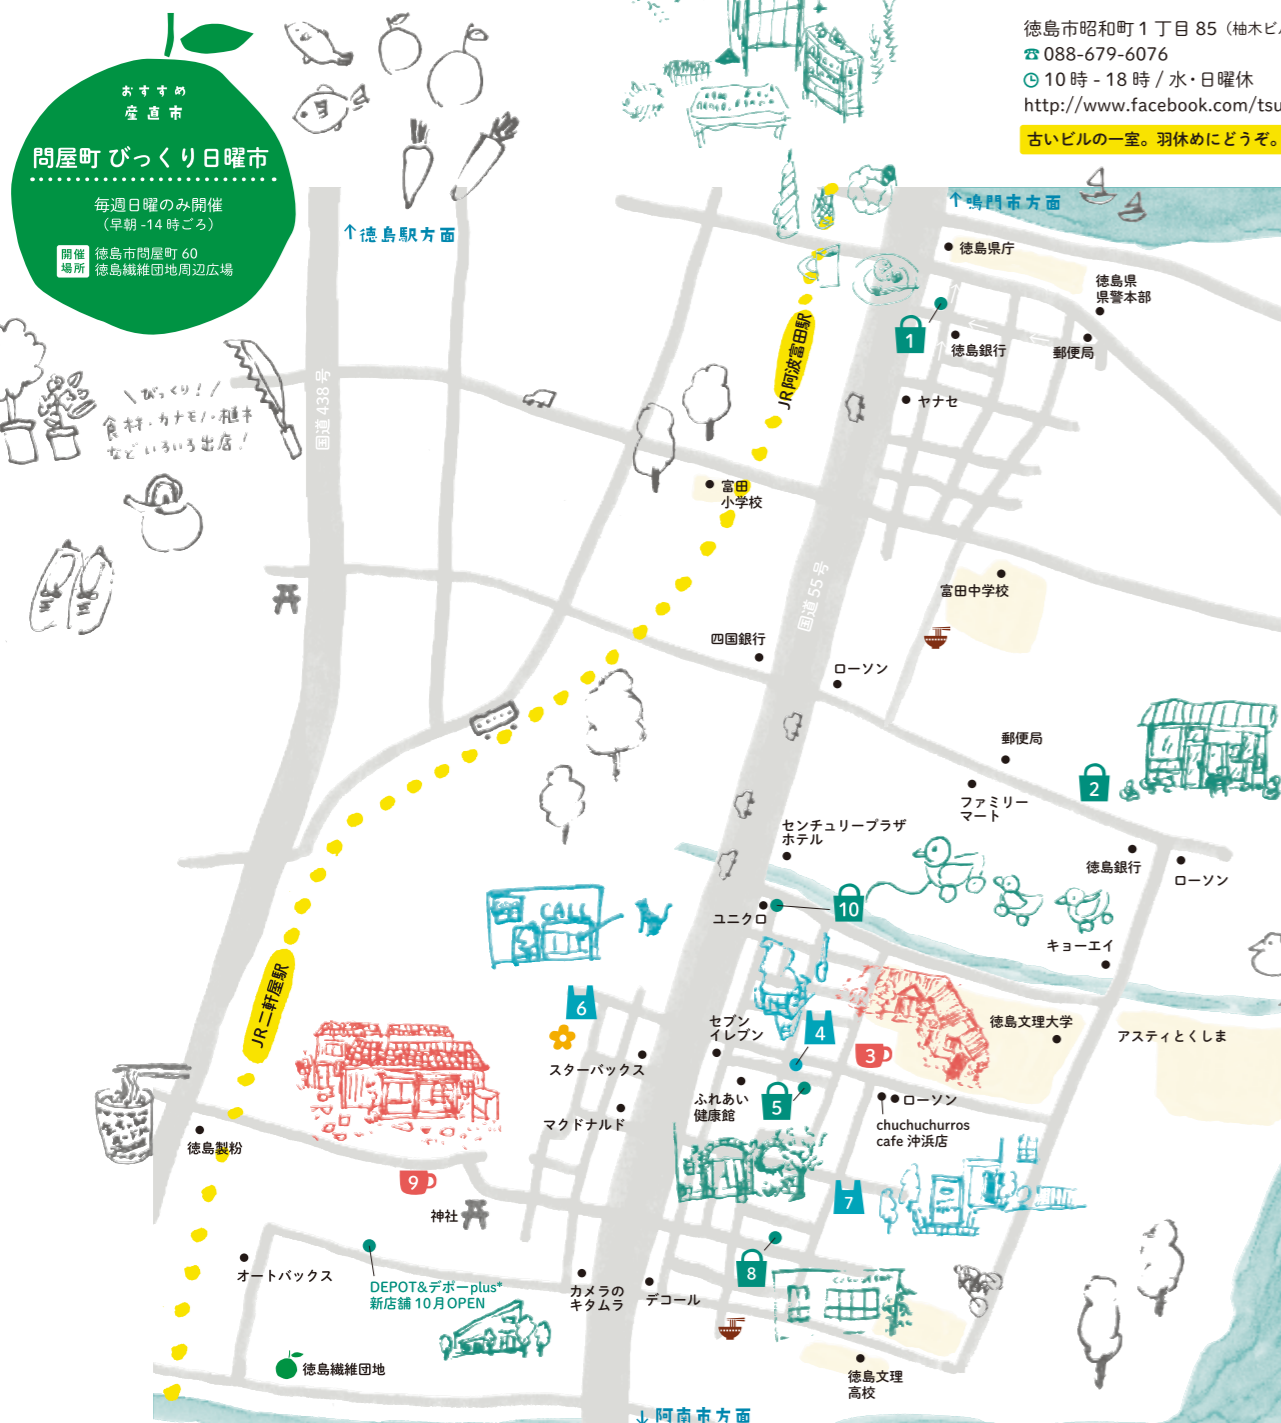 おすすめ
産直市
問屋町 びっくり日曜市
毎週日曜のみ開催
（早朝 -14 時ごろ）
開催場所
徳島市問屋町 60
徳島繊維団地周辺広場
びっくり！
食材・カナモノ・植木
などいろいろ出店！
徳島市昭和町 1 丁目 85（柚木ビ
☎ 088-679-6076
10 時 - 18 時 / 水・日曜休
http://www.facebook.com/tsu
古いビルの一室。羽休めにどうぞ。
↑徳島駅方面
↑鳴門市方面
徳島県庁
徳島県
県警本部
1
徳島銀行
郵便局
JR阿波富田駅
国道 438 号
ヤナセ
富田
小学校
国道 55 号
富田中学校
四国銀行
ローソン
郵便局
2
ファミリー
マート
センチュリープラザ
ホテル
徳島銀行
ローソン
ユニクロ
10
CALL
キョーエイ
JR二軒屋駅
6
セブン
イレブン
4
徳島文理大学
アスティとくしま
スターバックス
3
ふれあい
健康館
5
ローソン
マクドナルド
chuchuchurros
cafe 沖浜店
徳島製粉
9
7
神社
オートバックス
8
DEPOT&デポーplus*
新店舗 10月OPEN
カメラの
キタムラ
デコール
徳島繊維団地
徳島文理
高校
↓阿南市方面